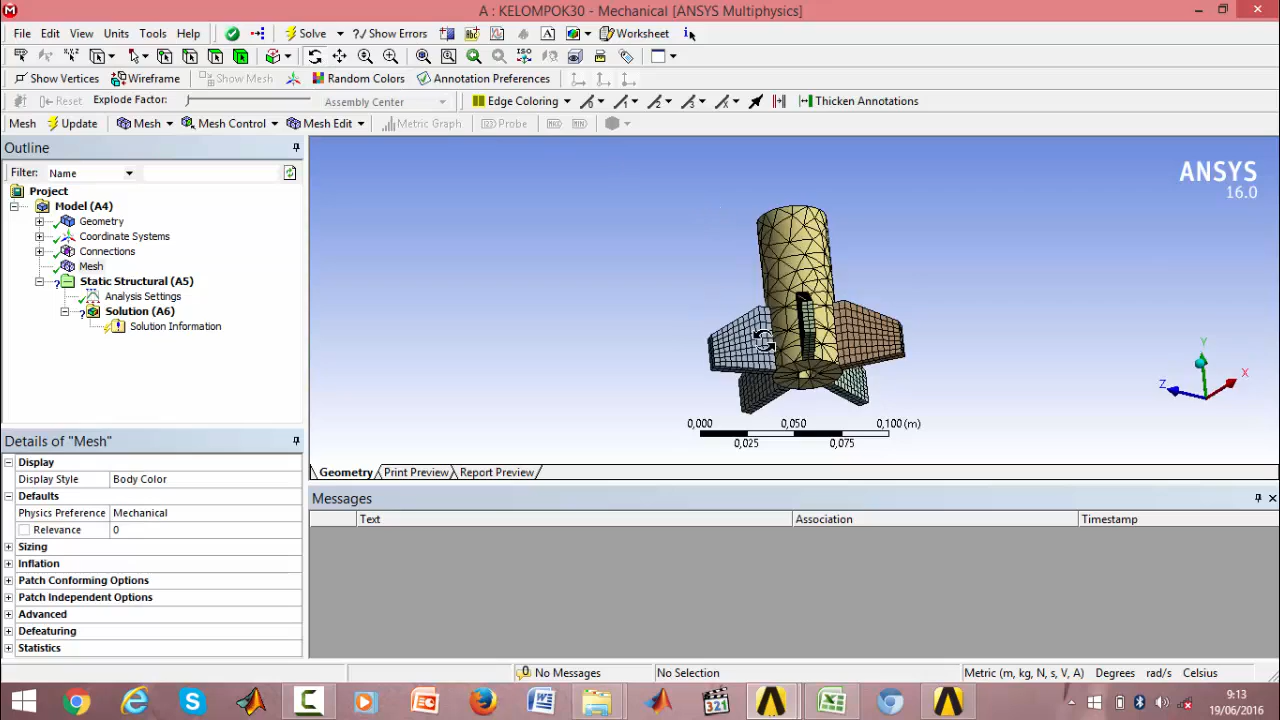 A : KELOMPOK30 - Mechanical [ANSYS Multiphysics]
File Edit View Units Tools Help Solve Show Errors Worksheet
Show Vertices Wireframe Show Mesh Random Colors Annotation Preferences
Reset Explode Factor: Assembly Center Edge Coloring Thicken Annotations
Mesh Update Mesh Mesh Control Mesh Edit Metric Graph Probe MAX MIN
Outline
Filter: Name
Project
Model (A4)
Geometry
Coordinate Systems
Connections
Mesh
Static Structural (A5)
Analysis Settings
Solution (A6)
Solution Information
ANSYS
16.0
Y
X
Z
0,000 0,050 0,100 (m)
0,025 0,075
Geometry Print Preview Report Preview
Details of "Mesh"
Display
Display Style Body Color
Defaults
Physics Preference Mechanical
Relevance 0
Sizing
Inflation
Patch Conforming Options
Patch Independent Options
Advanced
Defeaturing
Statistics
Messages
Text Association Timestamp
0 No Messages No Selection Metric (m, kg, N, s, V, A) Degrees rad/s Celsius
321
9:13
19/06/2016